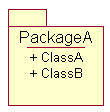 PackageA
+ ClassA
+ ClassB